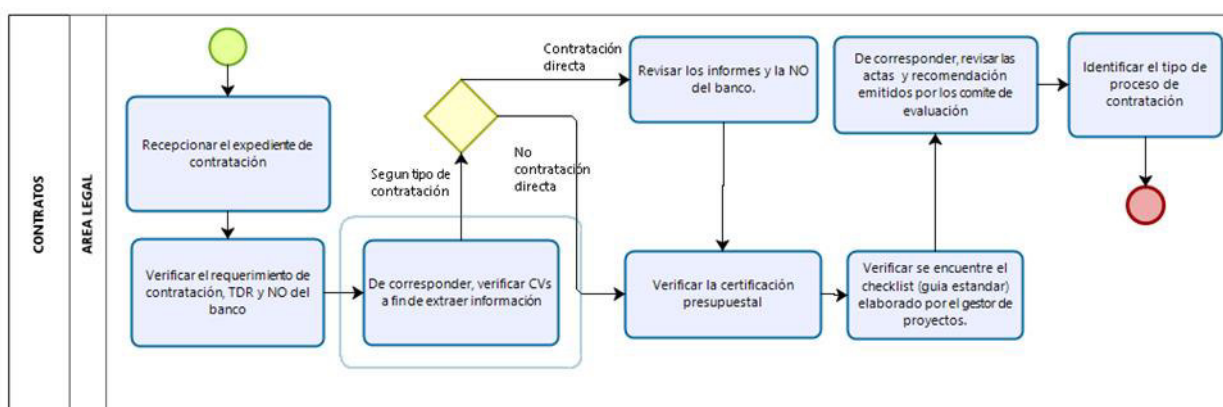 CONTRATOS
AREA LEGAL
Recepcionar el expediente de
contratación
Verificar el requerimiento de
contratación, TDR y NO del
banco
De corresponder, verificar CVs
a fin de extraer información
Segun tipo de
contratación
Contratación
directa
No
contratación
directa
Revisar los informes y la NO
del banco.
Verificar la certificación
presupuestal
Verificar se encuentre el
checklist (guia estandar)
elaborado por el gestor de
proyectos.
De corresponder, revisar las
actas y recomendación
emitidos por los comite de
evaluación
Identificar el tipo de
proceso de
contratación